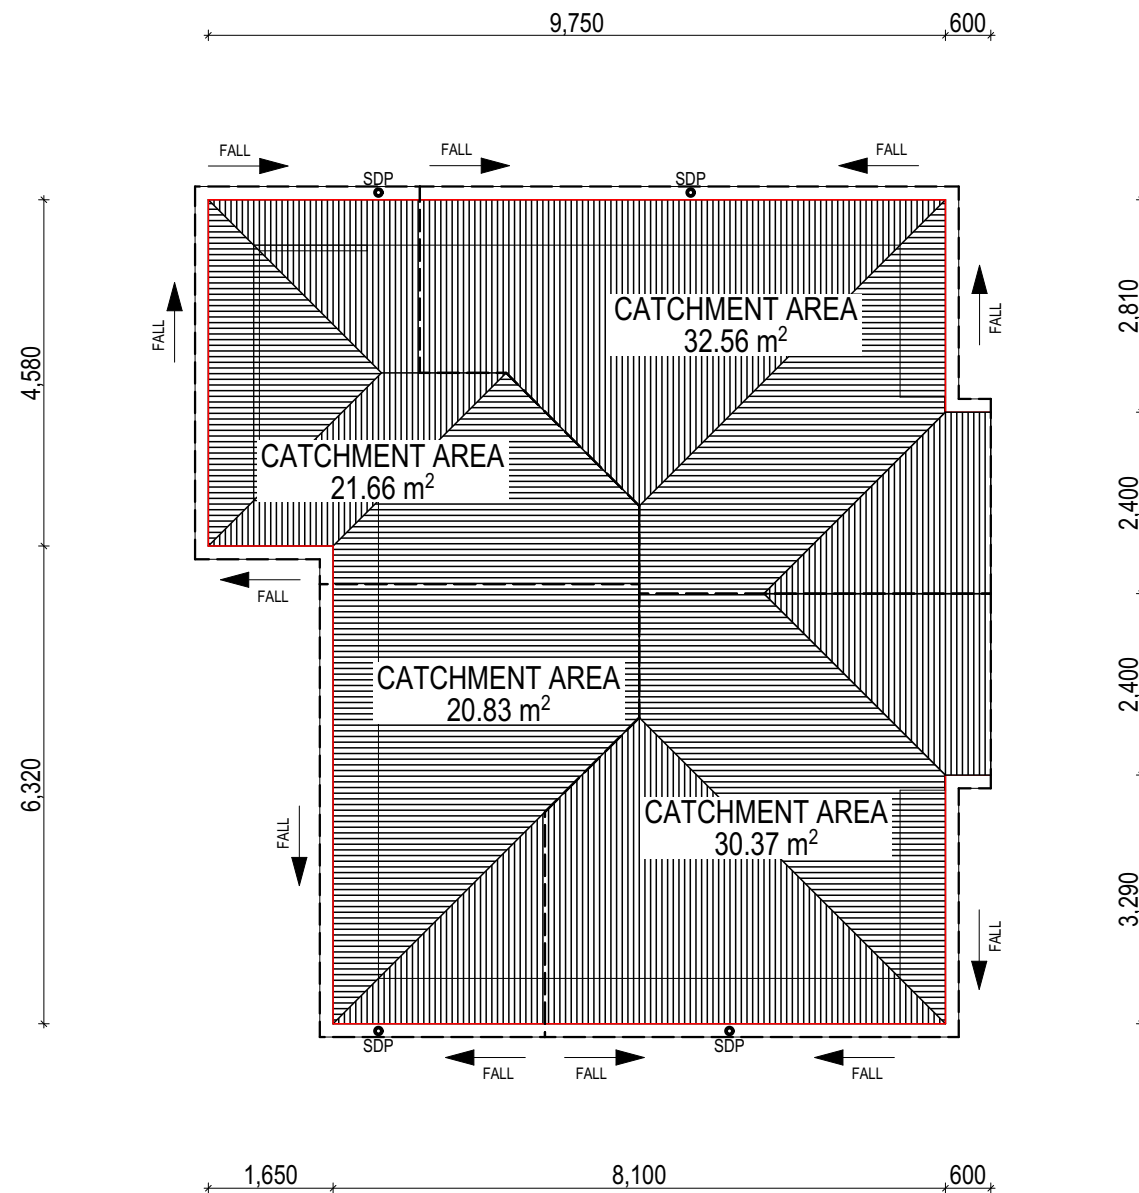 9,750
600
FALL
FALL
FALL
SDP
SDP
FALL
FALL
2,810
CATCHMENT AREA
32.56 m²
4,580
CATCHMENT AREA
21.66 m²
2,400
FALL
CATCHMENT AREA
20.83 m²
2,400
6,320
CATCHMENT AREA
30.37 m²
FALL
3,290
FALL
SDP
SDP
FALL
FALL
FALL
1,650
8,100
600